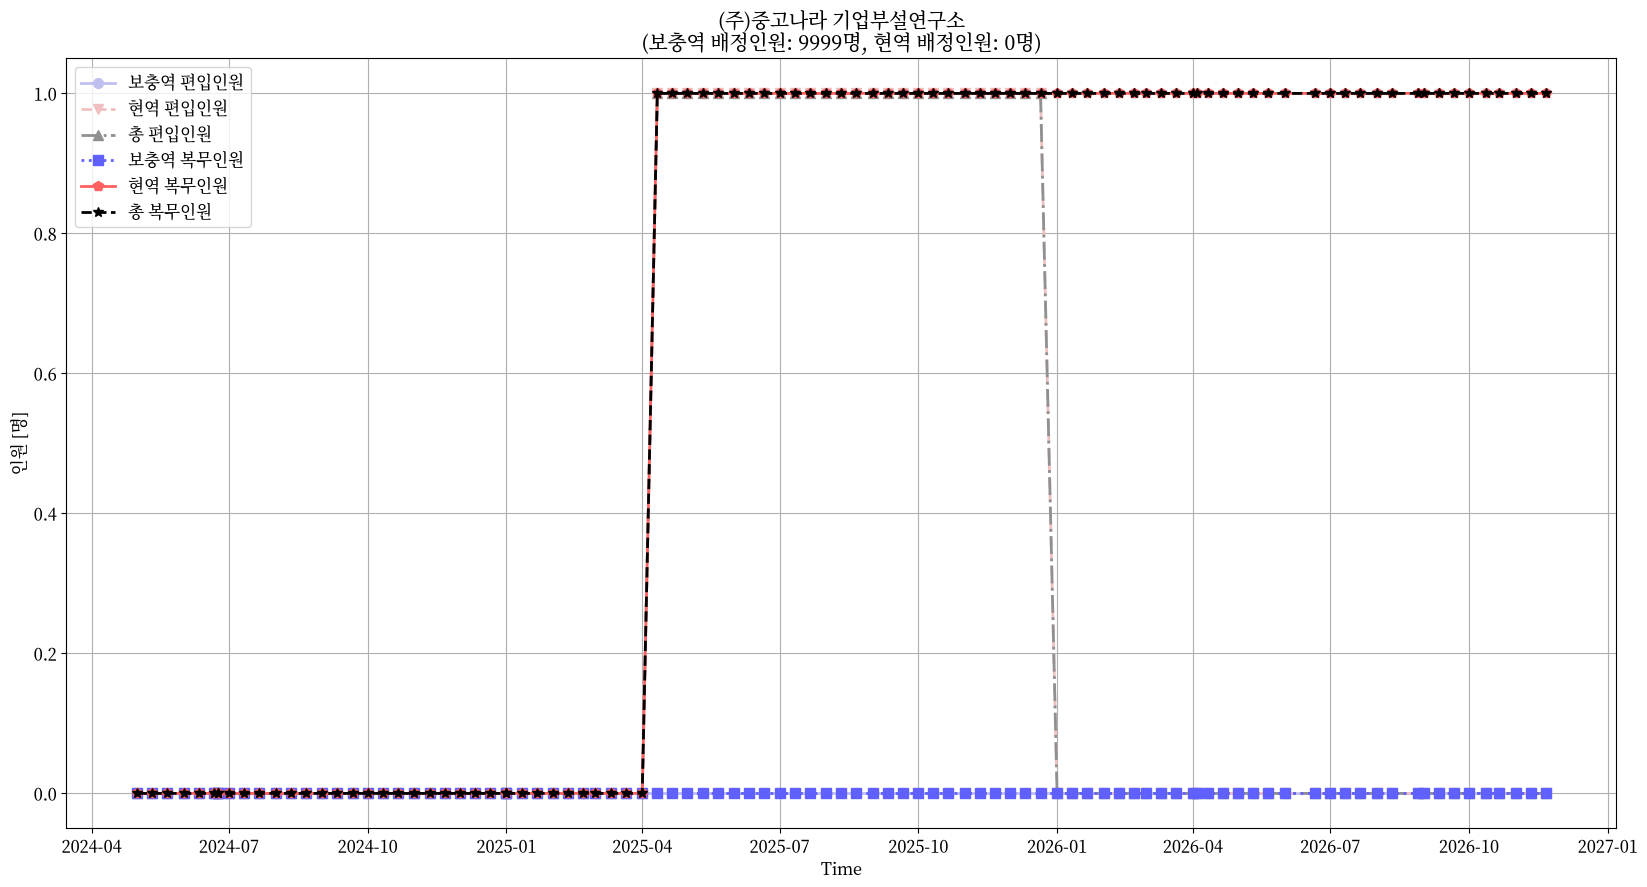 (주)중고나라 기업부설연구소
(보충역 배정인원: 9999명, 현역 배정인원: 0명)
보충역 편입인원
현역 편입인원
총 편입인원
보충역 복무인원
현역 복무인원
총 복무인원
인원 [명]
1.0
0.8
0.6
0.4
0.2
0.0
2024-04 2024-07 2024-10 2025-01 2025-04 2025-07 2025-10 2026-01 2026-04 2026-07 2026-10 2027-01
Time